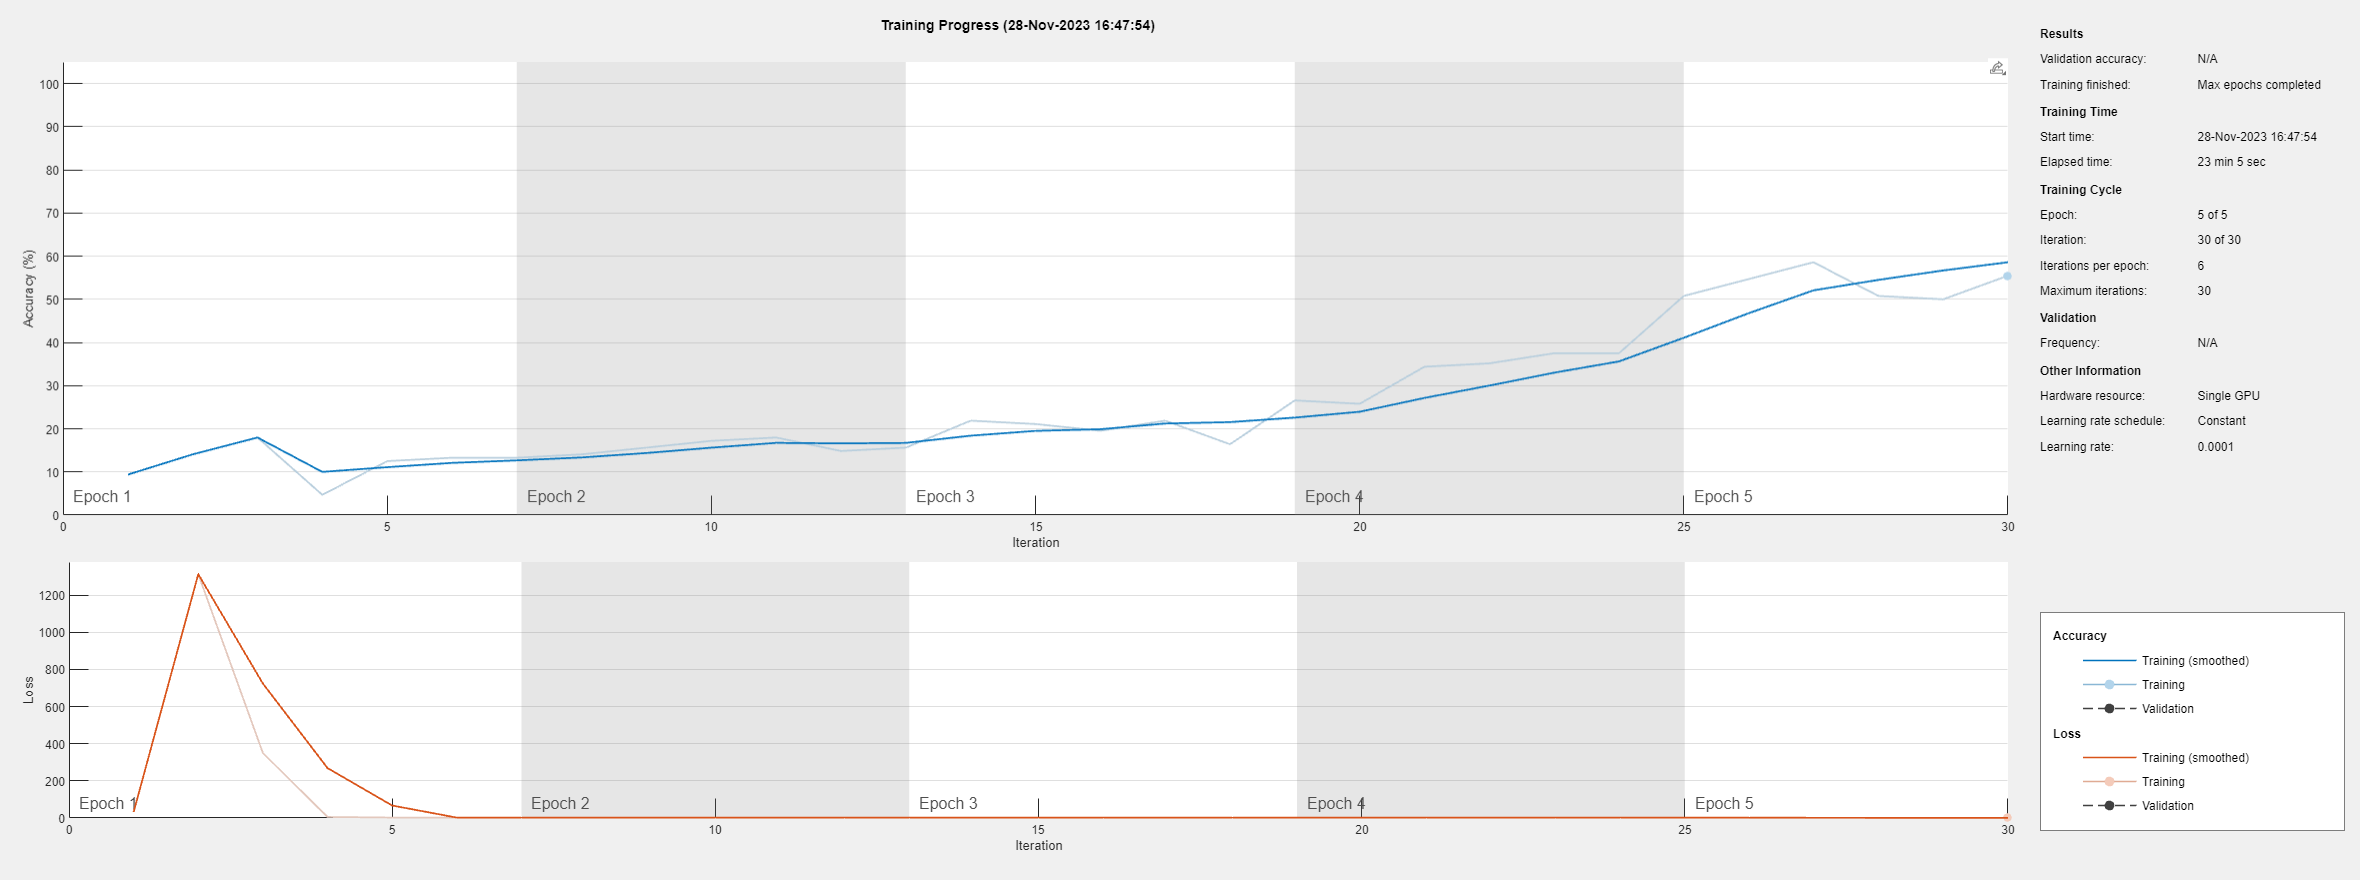 Training Progress (28-Nov-2023 16:47:54)
100
90
80
70
60
50
40
30
20
10
0
Accuracy (%)
Epoch 1
Epoch 2
Epoch 3
Epoch 4
Epoch 5
0 5 10 15 20 25 30
Iteration
1200
1000
800
600
400
200
0
Loss
Epoch 1
Epoch 2
Epoch 3
Epoch 4
Epoch 5
0 5 10 15 20 25 30
Iteration
Results
Validation accuracy: N/A
Training finished: Max epochs completed
Training Time
Start time: 28-Nov-2023 16:47:54
Elapsed time: 23 min 5 sec
Training Cycle
Epoch: 5 of 5
Iteration: 30 of 30
Iterations per epoch: 6
Maximum iterations: 30
Validation
Frequency: N/A
Other Information
Hardware resource: Single GPU
Learning rate schedule: Constant
Learning rate: 0.0001
Accuracy
Training (smoothed)
Training
Validation
Loss
Training (smoothed)
Training
Validation